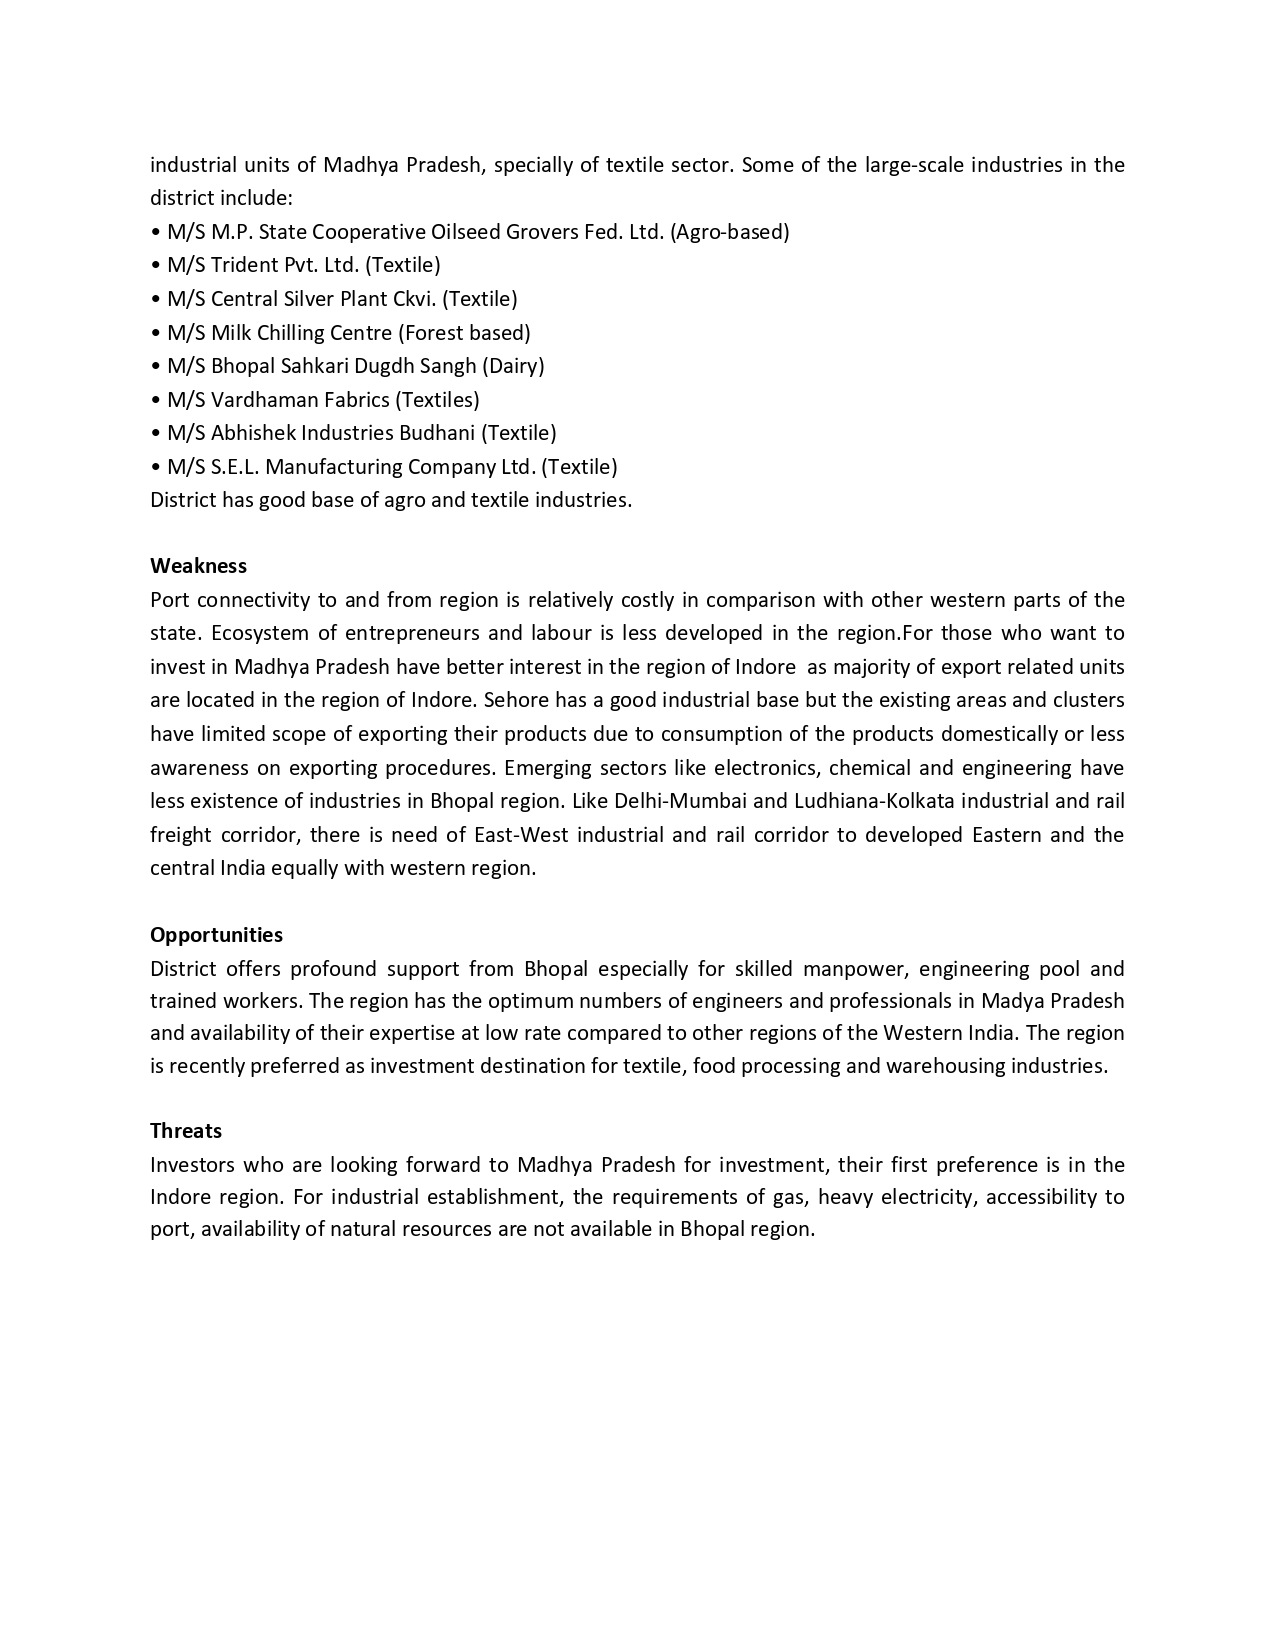 industrial units of Madhya Pradesh, specially of textile sector. Some of the large-scale industries in the
district include:
• M/S M.P. State Cooperative Oilseed Grovers Fed. Ltd. (Agro-based)
• M/S Trident Pvt. Ltd. (Textile)
• M/S Central Silver Plant Ckvi. (Textile)
• M/S Milk Chilling Centre (Forest based)
• M/S Bhopal Sahkari Dugdh Sangh (Dairy)
• M/S Vardhaman Fabrics (Textiles)
• M/S Abhishek Industries Budhani (Textile)
• M/S S.E.L. Manufacturing Company Ltd. (Textile)
District has good base of agro and textile industries.
Weakness
Port connectivity to and from region is relatively costly in comparison with other western parts of the
state. Ecosystem of entrepreneurs and labour is less developed in the region.For those who want to
invest in Madhya Pradesh have better interest in the region of Indore  as majority of export related units
are located in the region of Indore. Sehore has a good industrial base but the existing areas and clusters
have limited scope of exporting their products due to consumption of the products domestically or less
awareness on exporting procedures. Emerging sectors like electronics, chemical and engineering have
less existence of industries in Bhopal region. Like Delhi-Mumbai and Ludhiana-Kolkata industrial and rail
freight corridor, there is need of East-West industrial and rail corridor to developed Eastern and the
central India equally with western region.
Opportunities
District offers profound support from Bhopal especially for skilled manpower, engineering pool and
trained workers. The region has the optimum numbers of engineers and professionals in Madya Pradesh
and availability of their expertise at low rate compared to other regions of the Western India. The region
is recently preferred as investment destination for textile, food processing and warehousing industries.
Threats
Investors who are looking forward to Madhya Pradesh for investment, their first preference is in the
Indore region. For industrial establishment, the requirements of gas, heavy electricity, accessibility to
port, availability of natural resources are not available in Bhopal region.